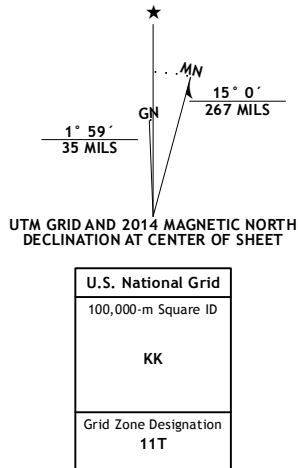 ★
MN
GN
15° 0´
267 MILS
1° 59´
35 MILS
UTM GRID AND 2014 MAGNETIC NORTH
DECLINATION AT CENTER OF SHEET
U.S. National Grid
100,000-m Square ID
KK
Grid Zone Designation
11T